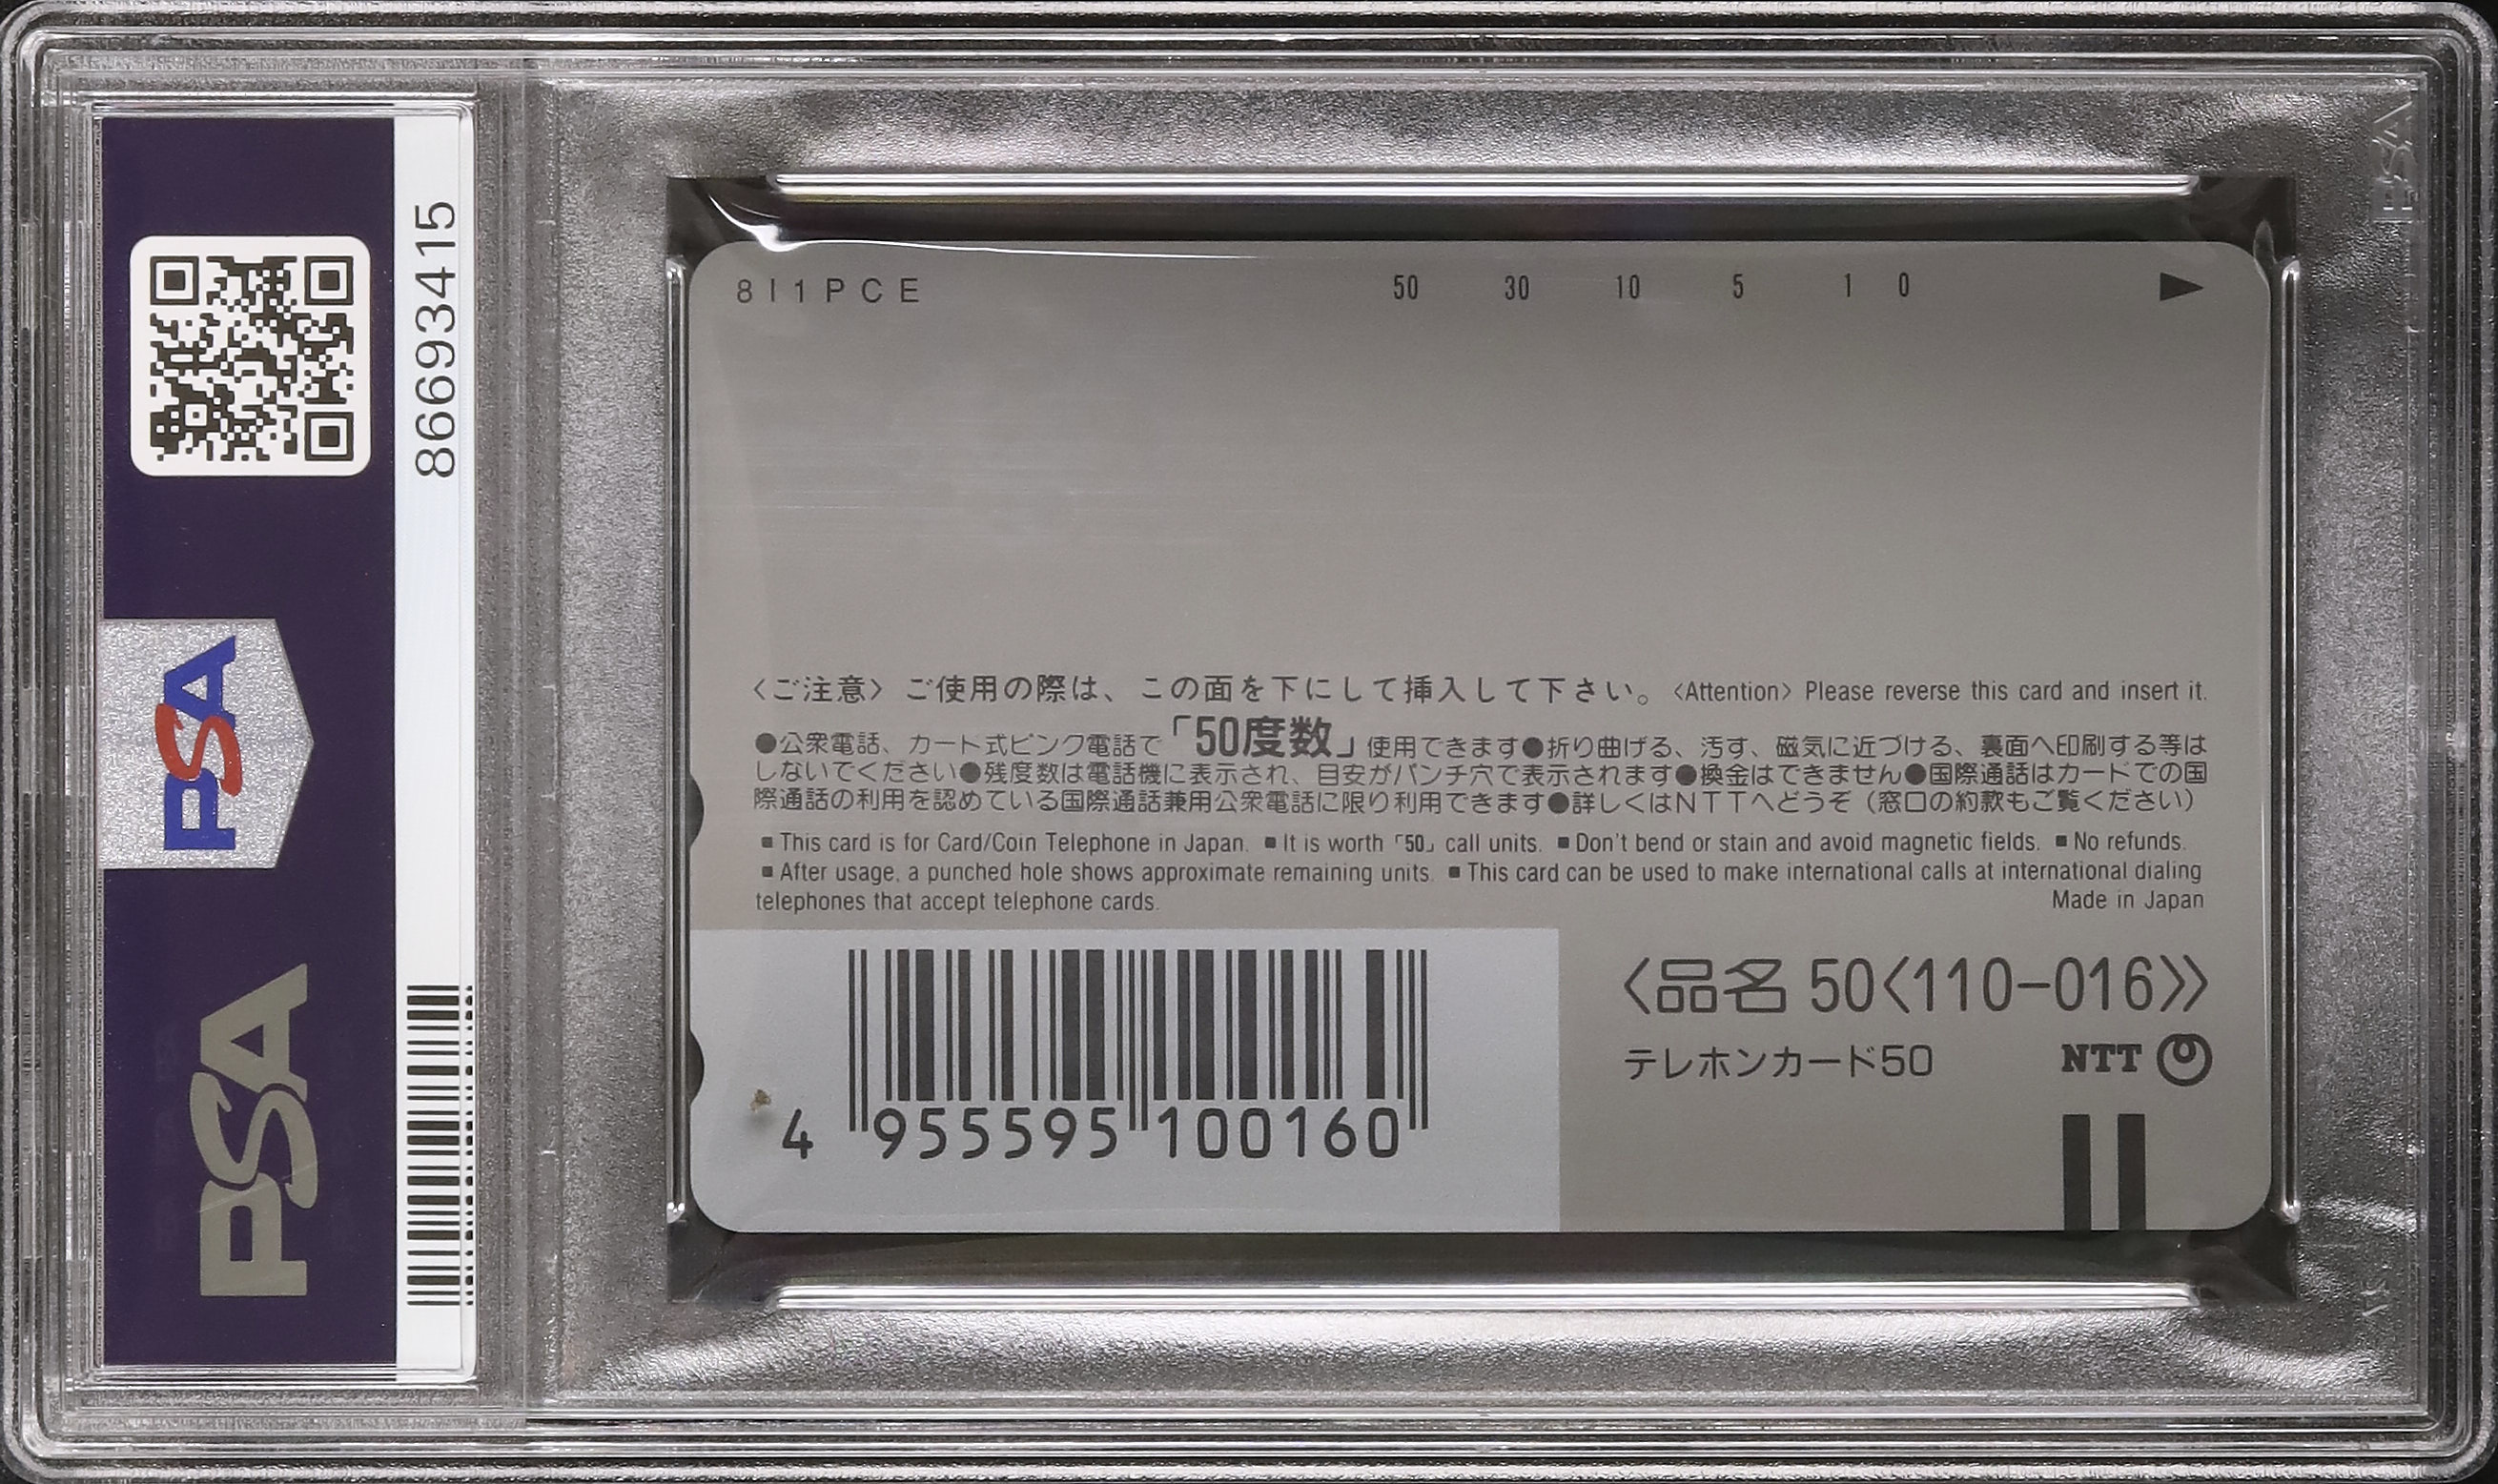 86693415
PSA
PSA
8I1PCE
50 30 10 5 1 0
〈ご注意〉ご使用の際は、この面を下にして挿入して下さい。〈Attention〉Please reverse this card and insert it.
●公衆電話、カード式ピンク電話で「50度数」使用できます●折り曲げる、汚す、磁気に近づける、裏面へ印刷する等は
しないでください●残度数は電話機に表示され、目安がパンチ穴で表示されます●換金はできません●国際通話はカードでの国
際通話の利用を認めている国際通話兼用公衆電話に限り利用できます●詳しくはNTTへどうぞ（窓口の約款もご覧ください）
■This card is for Card/Coin Telephone in Japan. ■It is worth「50」call units. ■Don't bend or stain and avoid magnetic fields. ■No refunds.
■After usage, a punched hole shows approximate remaining units. ■This card can be used to make international calls at international dialing
telephones that accept telephone cards. Made in Japan
4 955595 100160
〈品名 50〈110-016〉〉
テレホンカード50 NTT
PSA